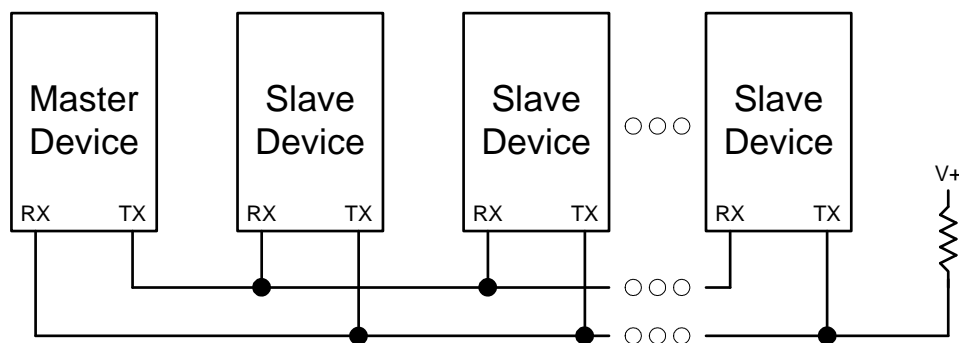 Master
Device
Slave
Device
Slave
Device
Slave
Device
RX TX
RX TX
RX TX
RX TX
V+